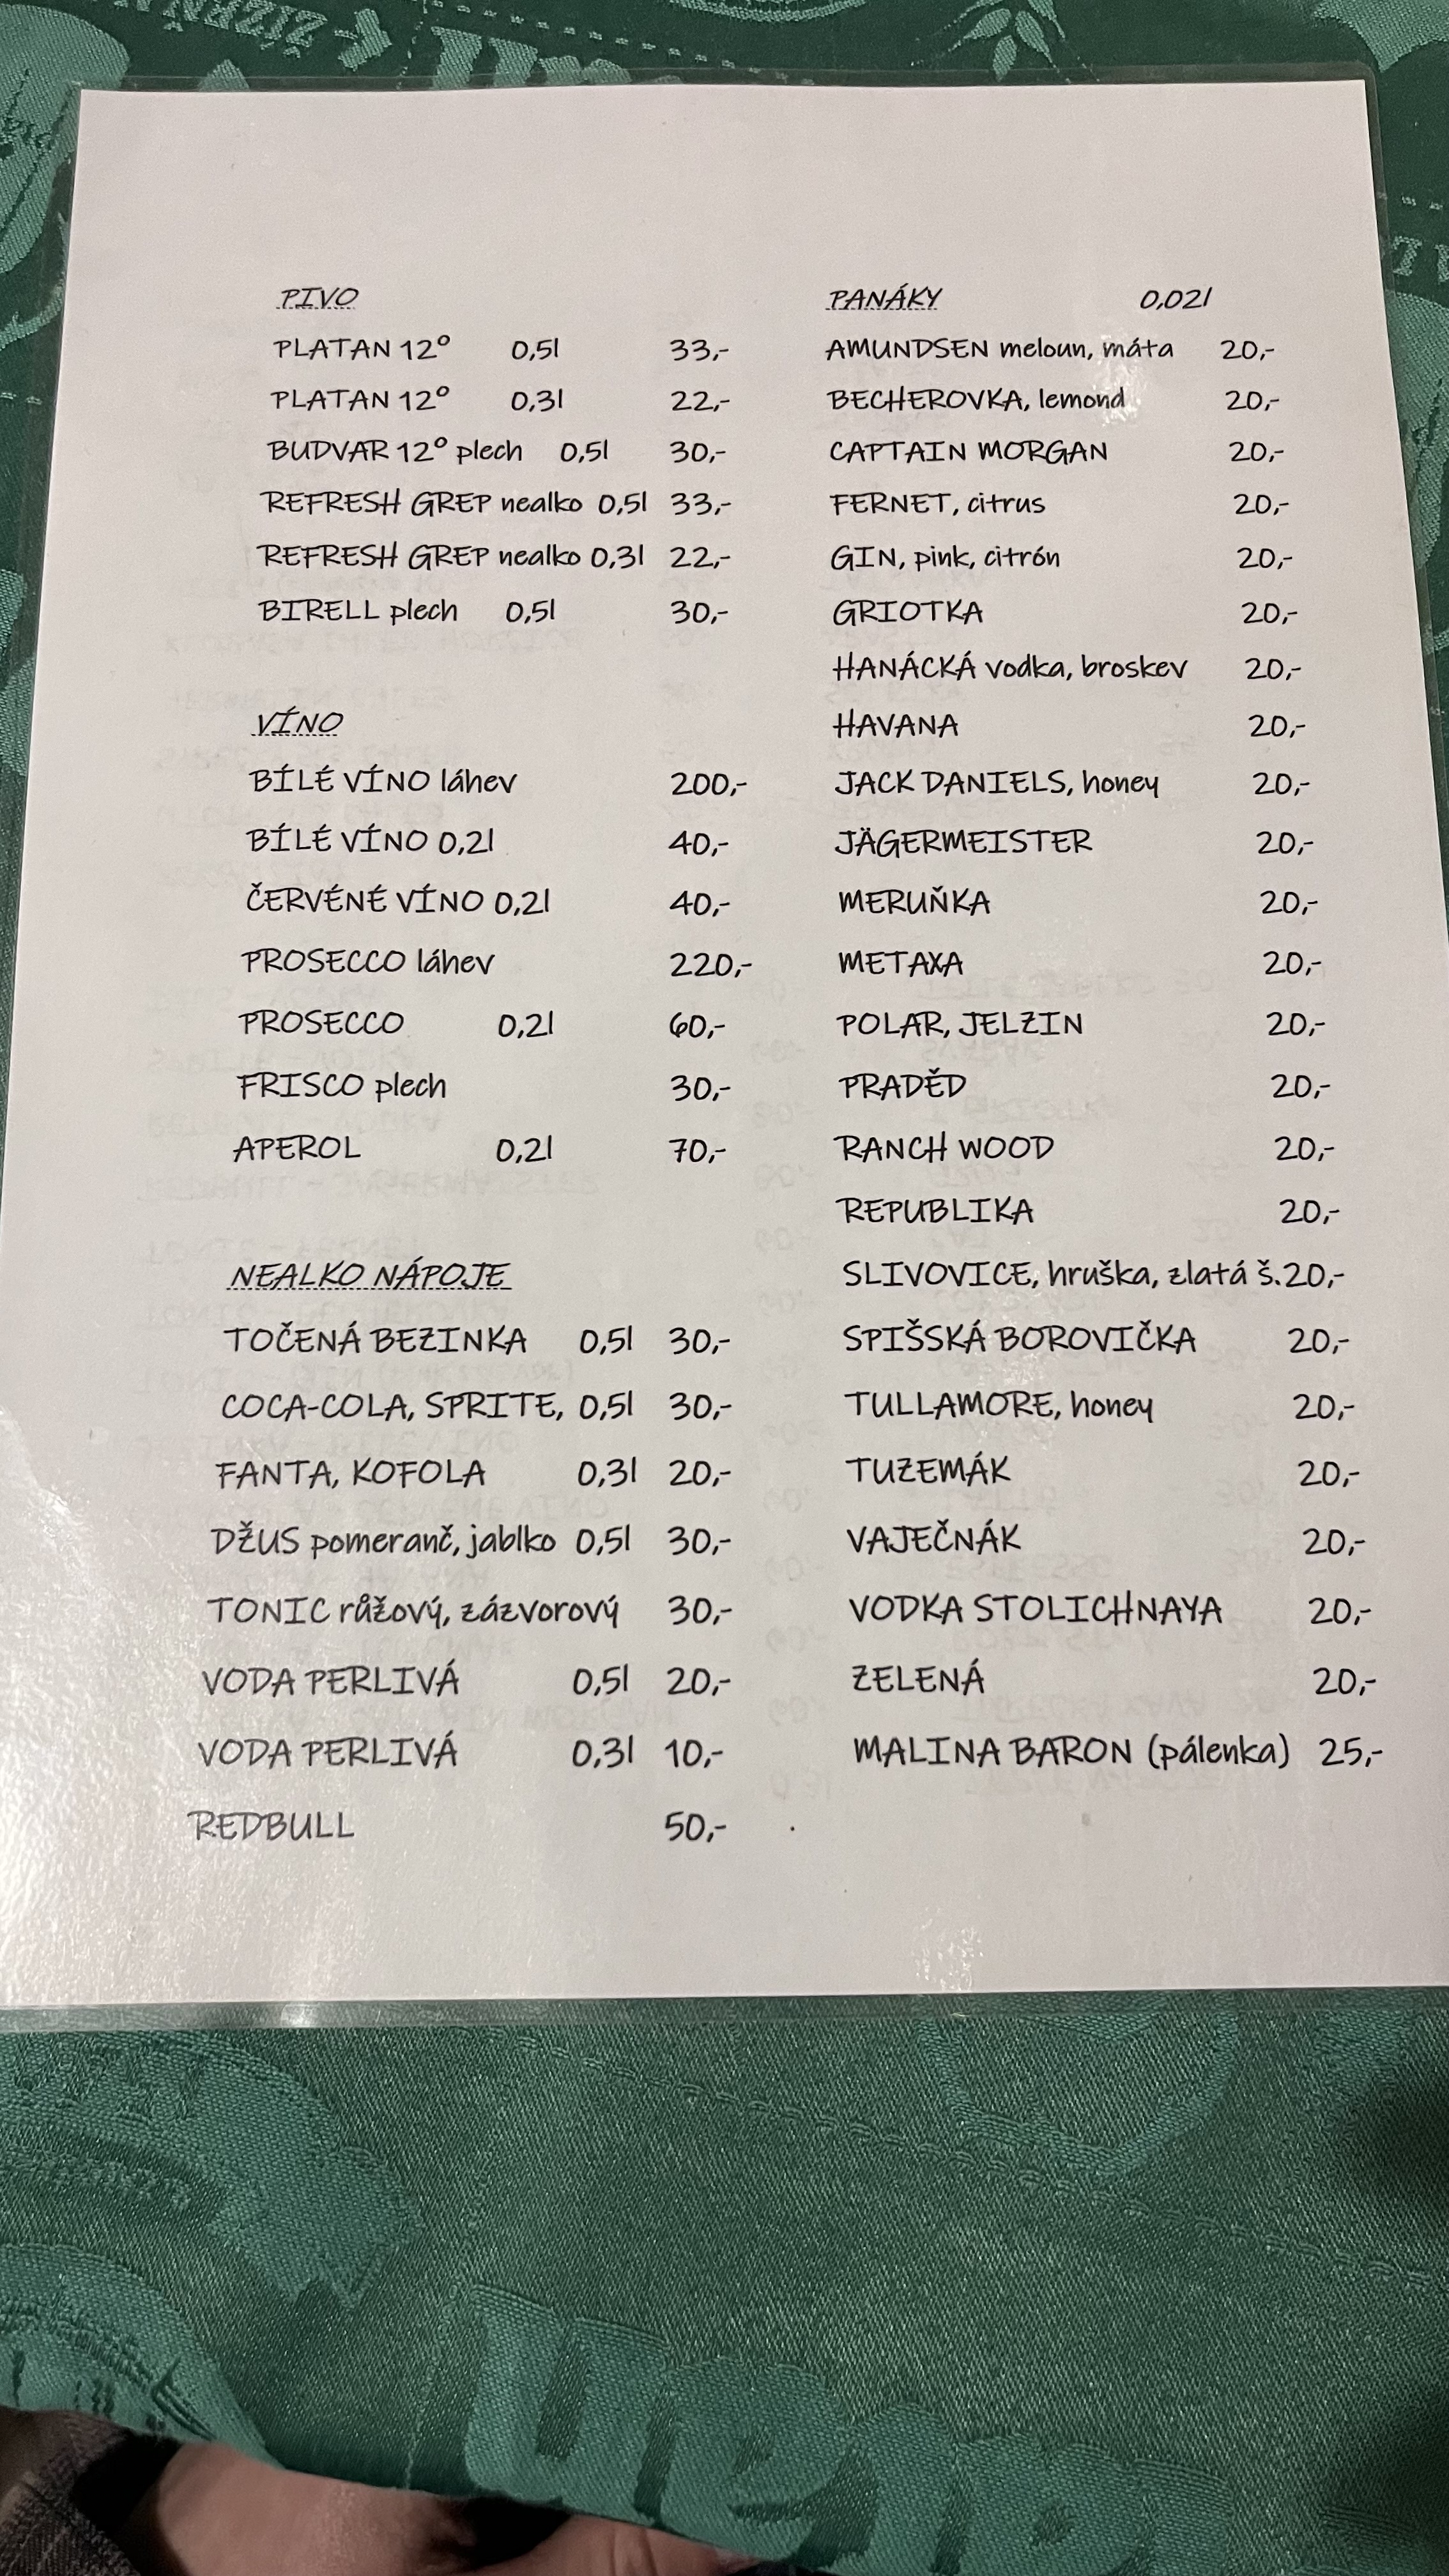 PIVO
PLATAN 12° 0,5l 33,-
PLATAN 12° 0,3l 22,-
BUDVAR 12° plech 0,5l 30,-
REFRESH GREP nealko 0,5l 33,-
REFRESH GREP nealko 0,3l 22,-
BIRELL plech 0,5l 30,-
VÍNO
BÍLÉ VÍNO láhev 200,-
BÍLÉ VÍNO 0,2l 40,-
ČERVÉNÉ VÍNO 0,2l 40,-
PROSECCO láhev 220,-
PROSECCO 0,2l 60,-
FRISCO plech 30,-
APEROL 0,2l 70,-
NEALKO NÁPOJE
TOČENÁ BEZINKA 0,5l 30,-
COCA-COLA, SPRITE, 0,5l 30,-
FANTA, KOFOLA 0,3l 20,-
DŽUS pomeranč, jablko 0,5l 30,-
TONIC růžový, zázvorový 30,-
VODA PERLIVÁ 0,5l 20,-
VODA PERLIVÁ 0,3l 10,-
REDBULL 50,-
PANÁKY 0,02l
AMUNDSEN meloun, máta 20,-
BECHEROVKA, lemond 20,-
CAPTAIN MORGAN 20,-
FERNET, citrus 20,-
GIN, pink, citrón 20,-
GRIOTKA 20,-
HANÁCKÁ vodka, broskev 20,-
HAVANA 20,-
JACK DANIELS, honey 20,-
JÄGERMEISTER 20,-
MERUŇKA 20,-
METAXA 20,-
POLAR, JELZIN 20,-
PRADĚD 20,-
RANCH WOOD 20,-
REPUBLIKA 20,-
SLIVOVICE, hruška, zlatá š.20,-
SPIŠSKÁ BOROVIČKA 20,-
TULLAMORE, honey 20,-
TUZEMÁK 20,-
VAJEČNÁK 20,-
VODKA STOLICHNAYA 20,-
ZELENÁ 20,-
MALINA BARON (pálenka) 25,-